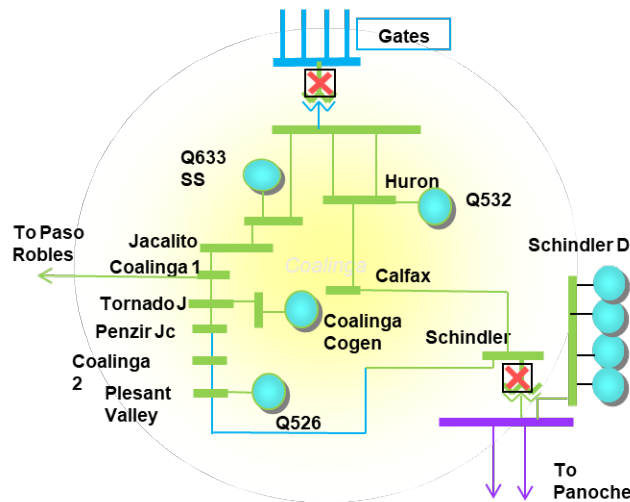 Gates
Q633
SS
Huron
Q532
To Paso
Robles
Jacalito
Schindler D
Coalinga 1
Coalinga
Calfax
Tornado J
Coalinga
Cogen
Penzir Jc
Schindler
Coalinga
2
Plesant
Valley
Q526
To
Panoche